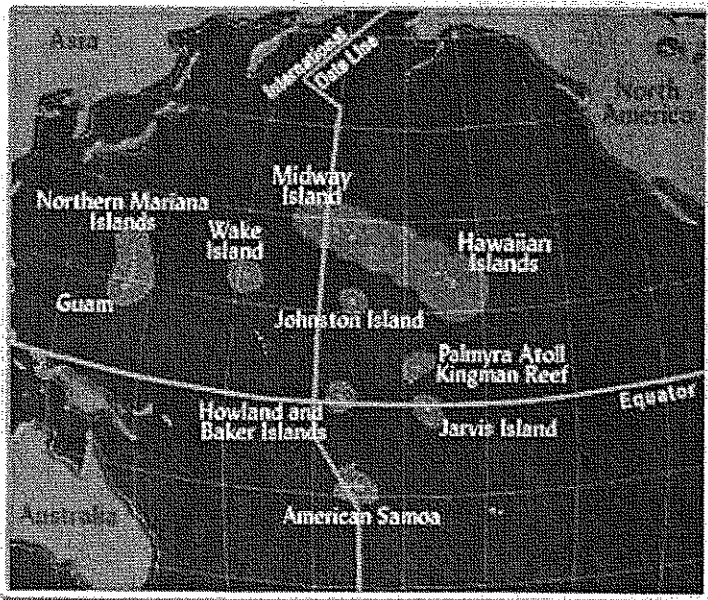 Asia
International
Date Line
North
America
Midway
Island
Northern Mariana
Islands
Wake
Island
Hawaiian
Islands
Guam
Johnston Island
Palmyra Atoll
Kingman Reef
Equator
Howland and
Baker Islands
Jarvis Island
Australia
American Samoa